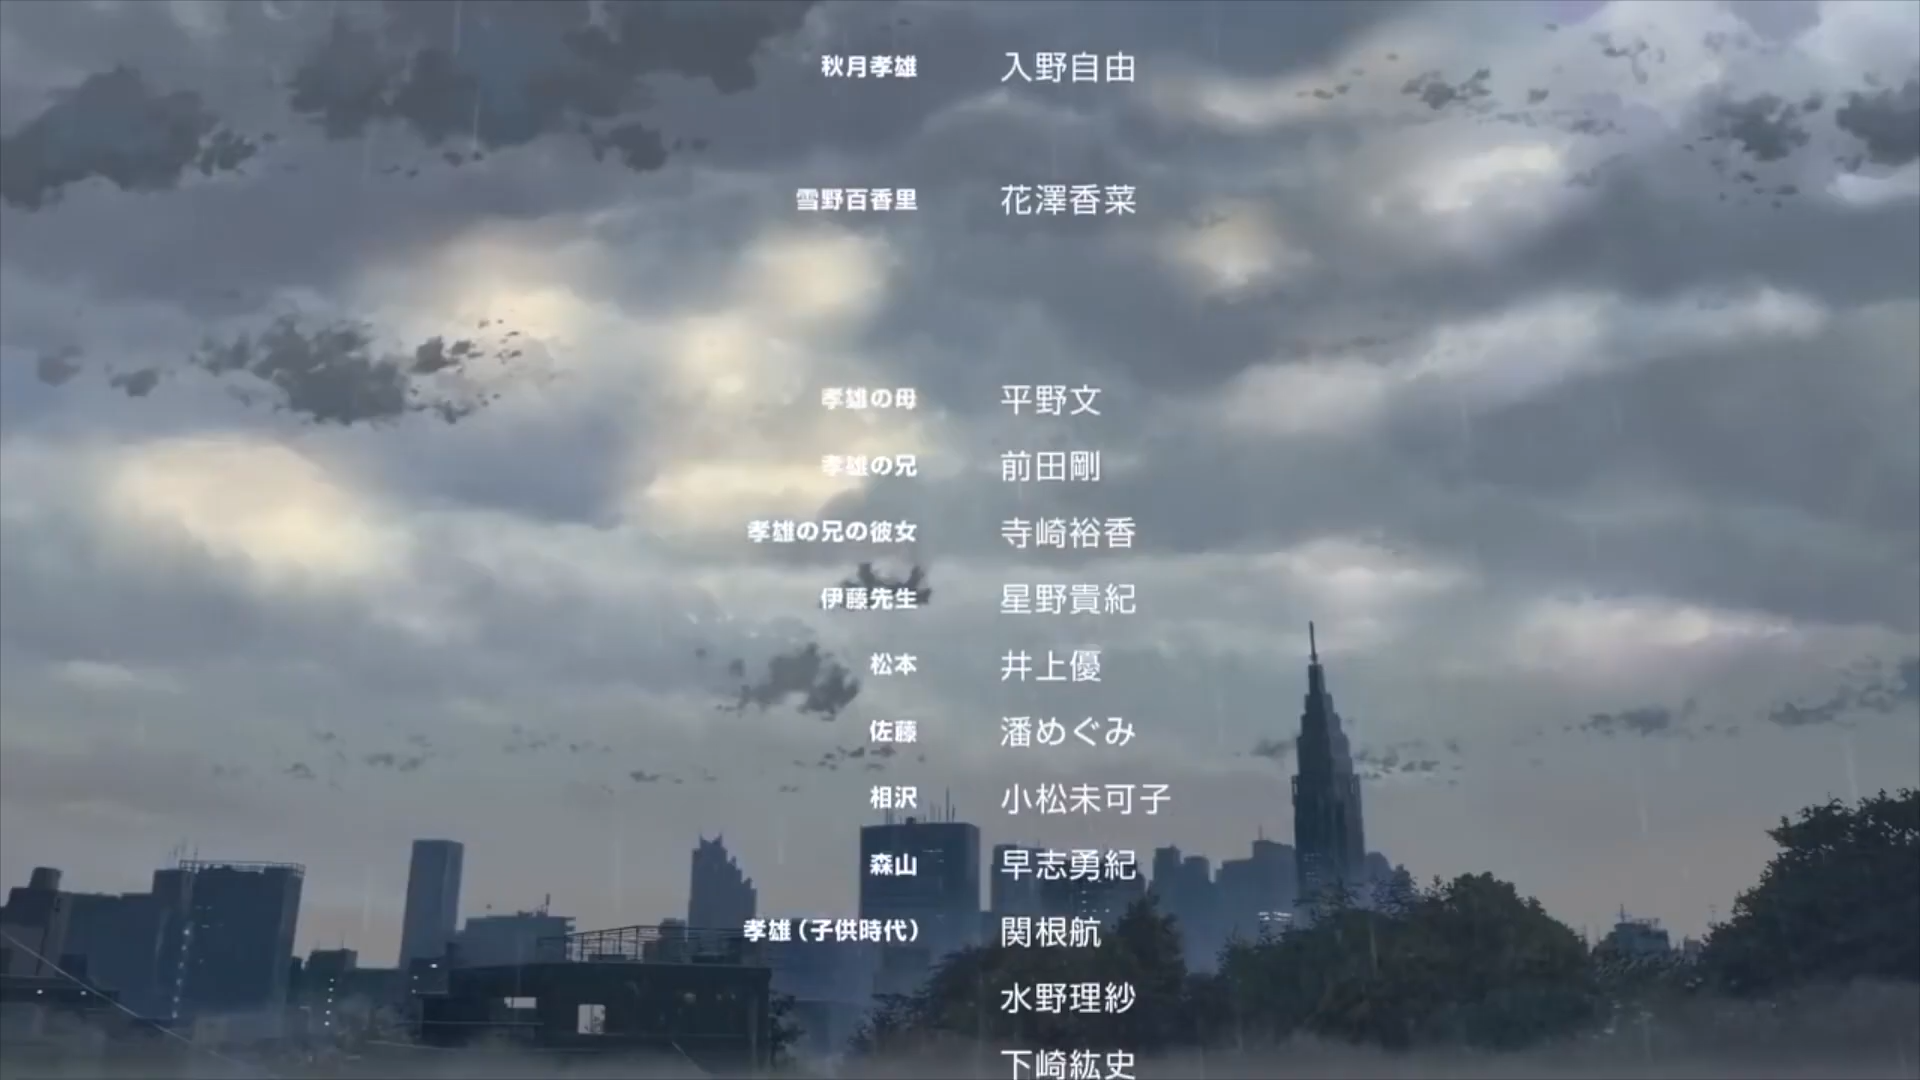 秋月孝雄 入野自由
雪野百香里 花澤香菜
孝雄の母 平野文
孝雄の兄 前田剛
孝雄の兄の彼女 寺崎裕香
伊藤先生 星野貴紀
松本 井上優
佐藤 潘めぐみ
相沢 小松未可子
森山 早志勇紀
孝雄（子供時代） 関根航
水野理紗
下崎紘史